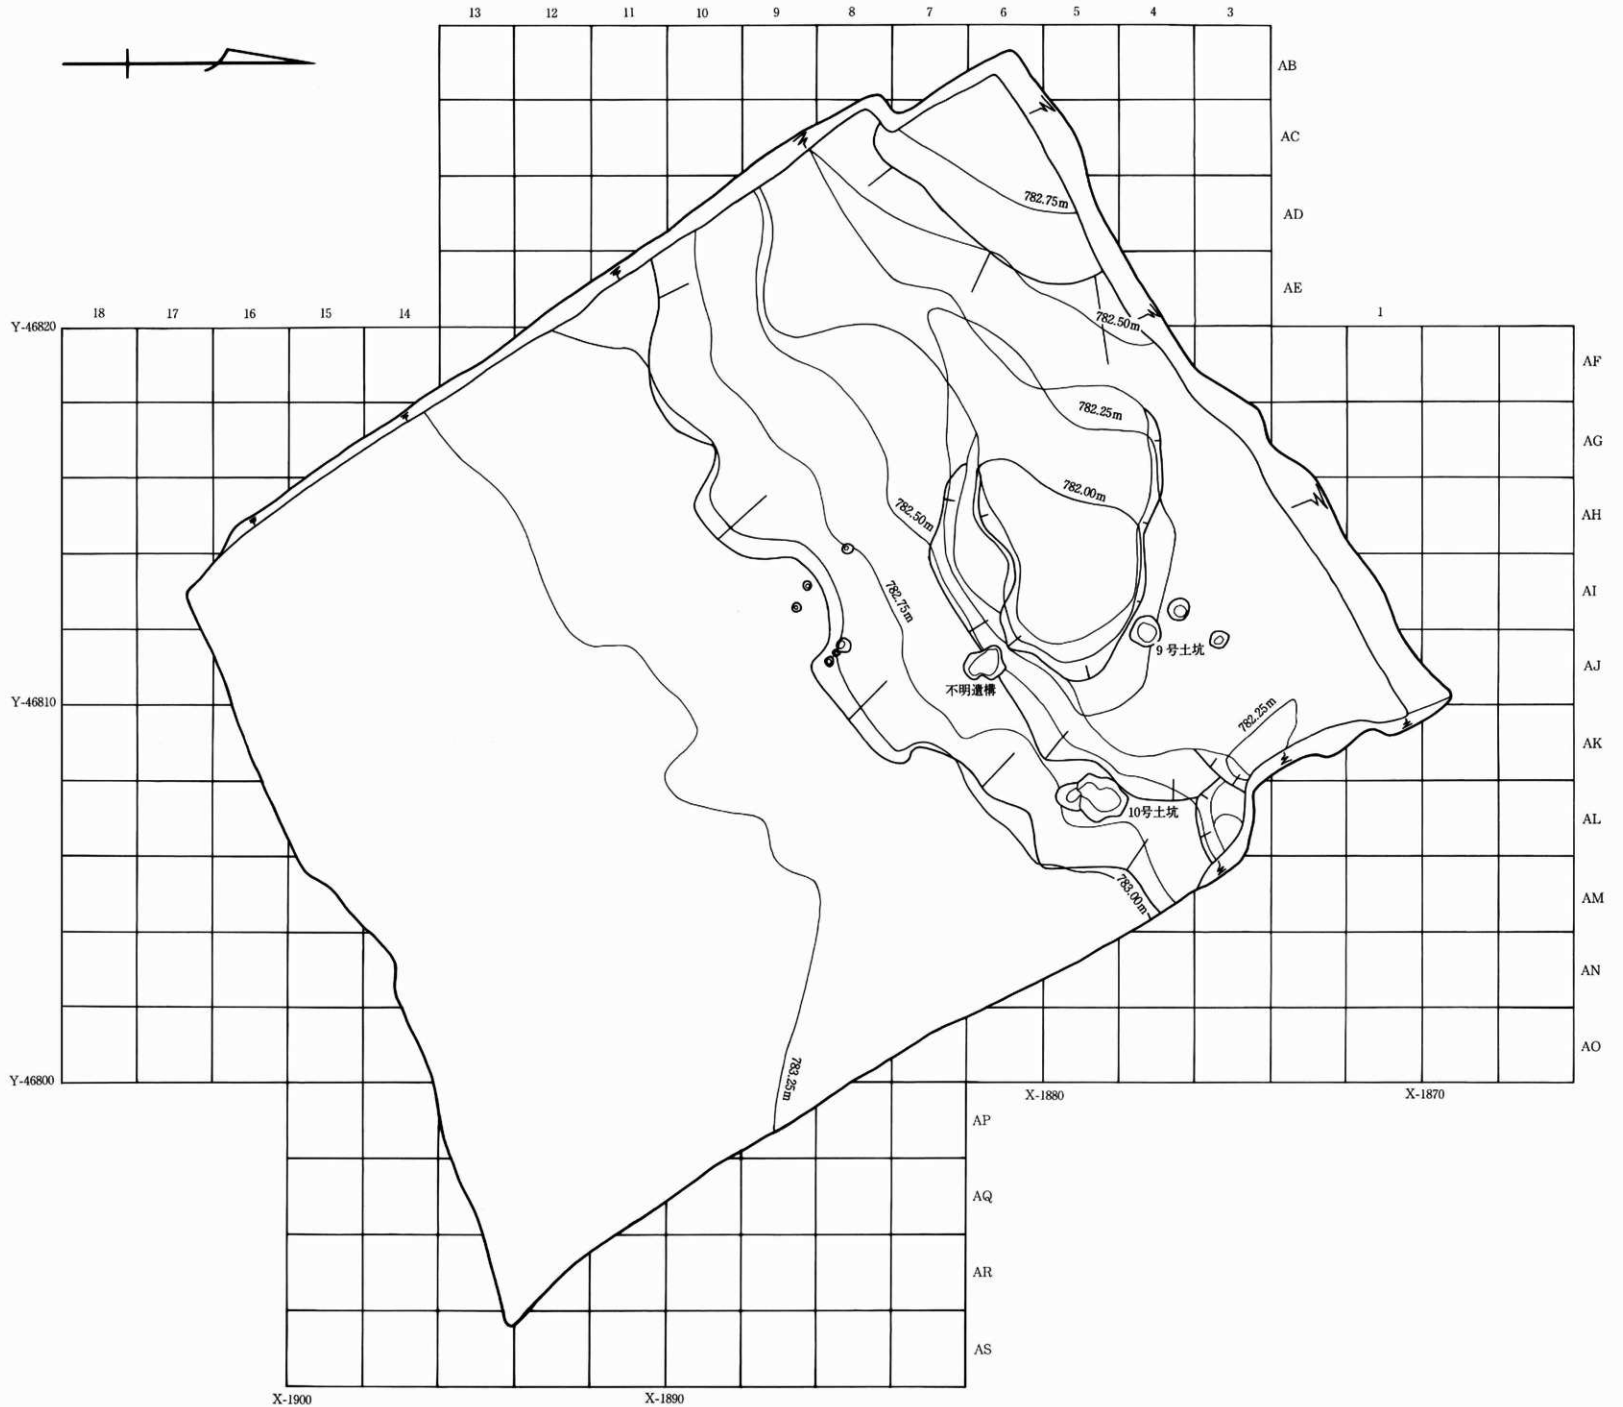 13 12 11 10 9 8 7 6 5 4 3
AB
AC
782.75m
AD
AE
18 17 16 15 14
782.50m
1
Y-46820
AF
782.25m
AG
782.00m
782.50m
AH
782.75m
AI
9号土坑
AJ
不明遺構
Y-46810
782.25m
AK
10号土坑
AL
783.00m
AM
AN
AO
783.25m
Y-46800
X-1880
X-1870
AP
AQ
AR
AS
X-1900
X-1890